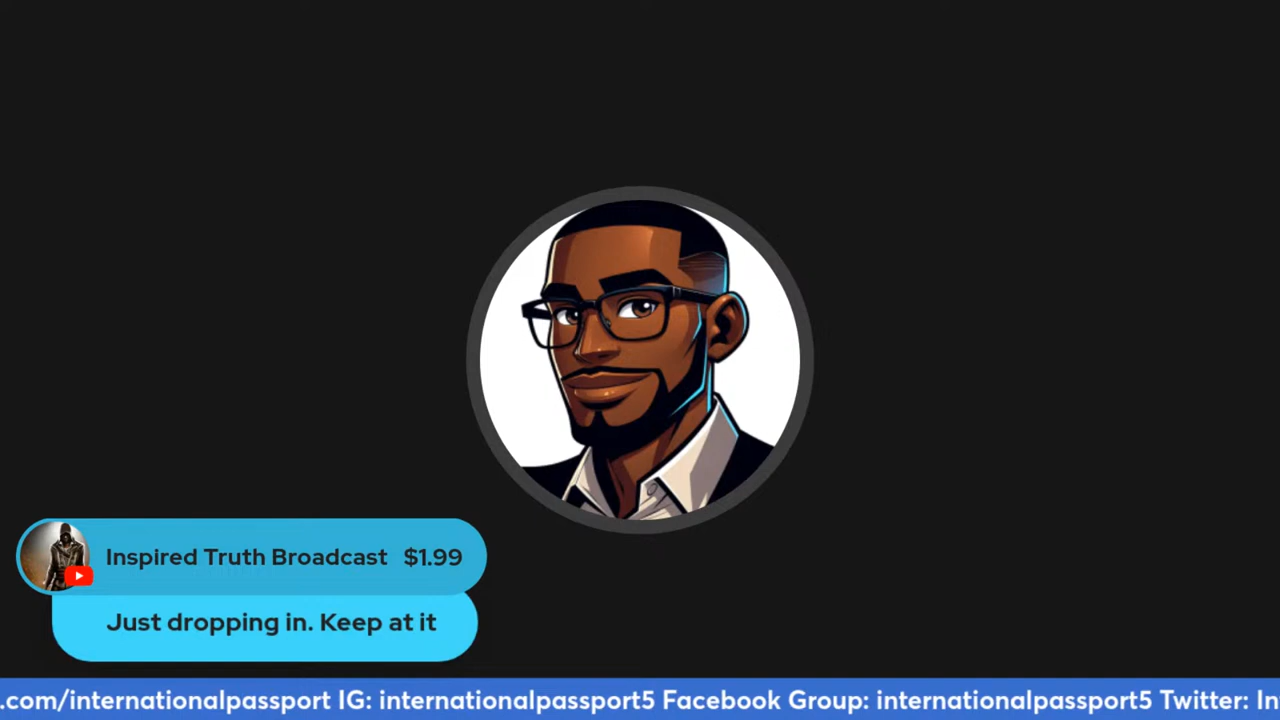 Inspired Truth Broadcast $1.99
Just dropping in. Keep at it
.com/internationalpassport IG: internationalpassport5 Facebook Group: internationalpassport5 Twitter: In